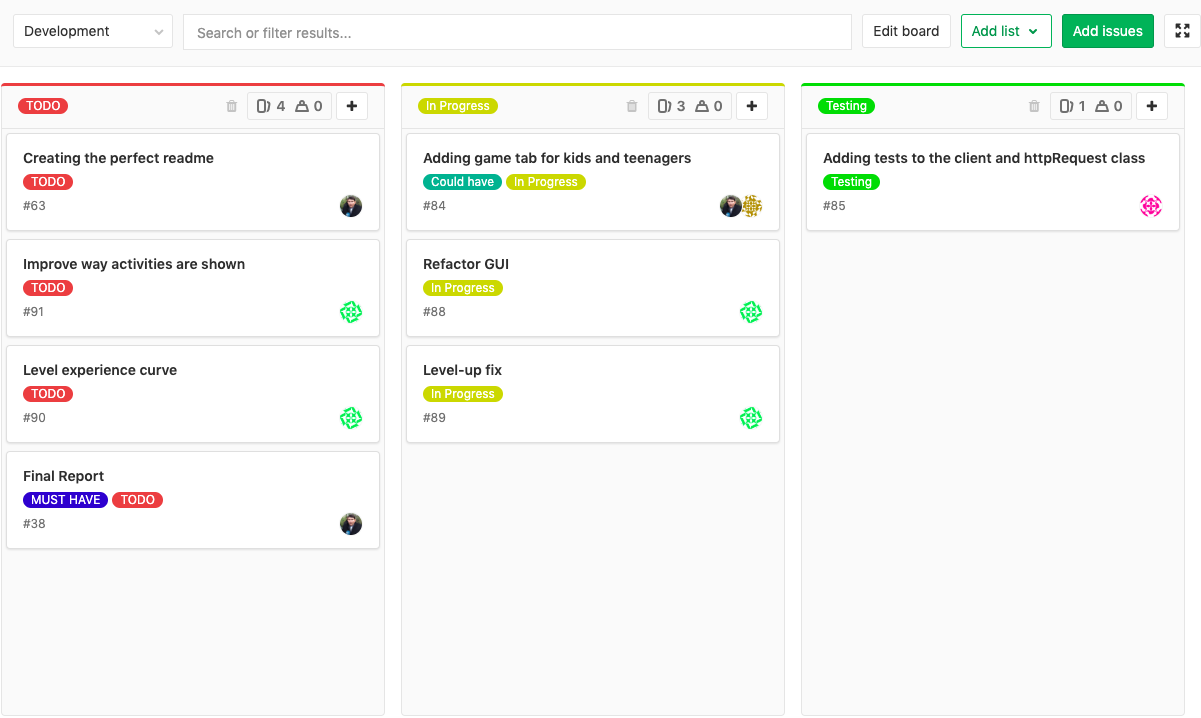 Development
Search or filter results...
Edit board
Add list
Add issues
TODO
4
0
Creating the perfect readme
TODO
#63
Improve way activities are shown
TODO
#91
Level experience curve
TODO
#90
Final Report
MUST HAVE TODO
#38
In Progress
3
0
Adding game tab for kids and teenagers
Could have In Progress
#84
Refactor GUI
In Progress
#88
Level-up fix
In Progress
#89
Testing
1
0
Adding tests to the client and httpRequest class
Testing
#85